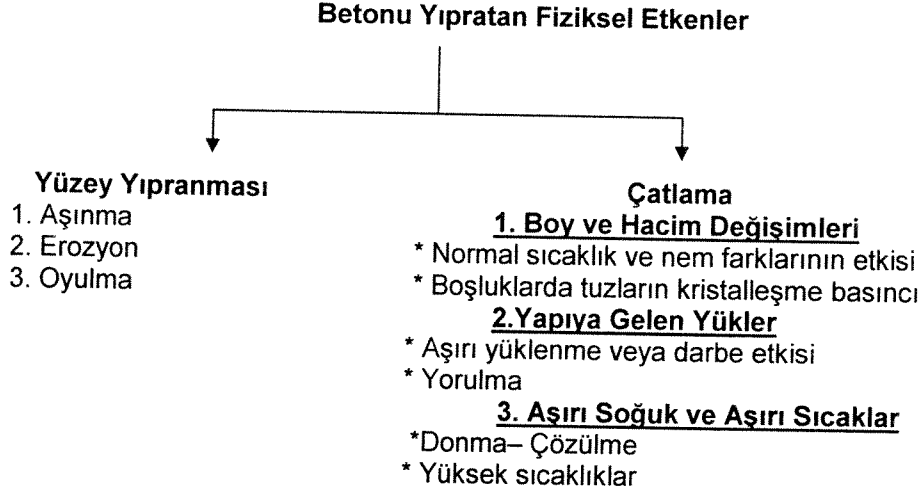 Betonu Yıpratan Fiziksel Etkenler
Yüzey Yıpranması
1. Aşınma
2. Erozyon
3. Oyulma
Çatlama
1. Boy ve Hacim Değişimleri
* Normal sıcaklık ve nem farklarının etkisi
* Boşluklarda tuzların kristalleşme basıncı
2.Yapıya Gelen Yükler
* Aşırı yüklenme veya darbe etkisi
* Yorulma
3. Aşırı Soğuk ve Aşırı Sıcaklar
*Donma– Çözülme
* Yüksek sıcaklıklar